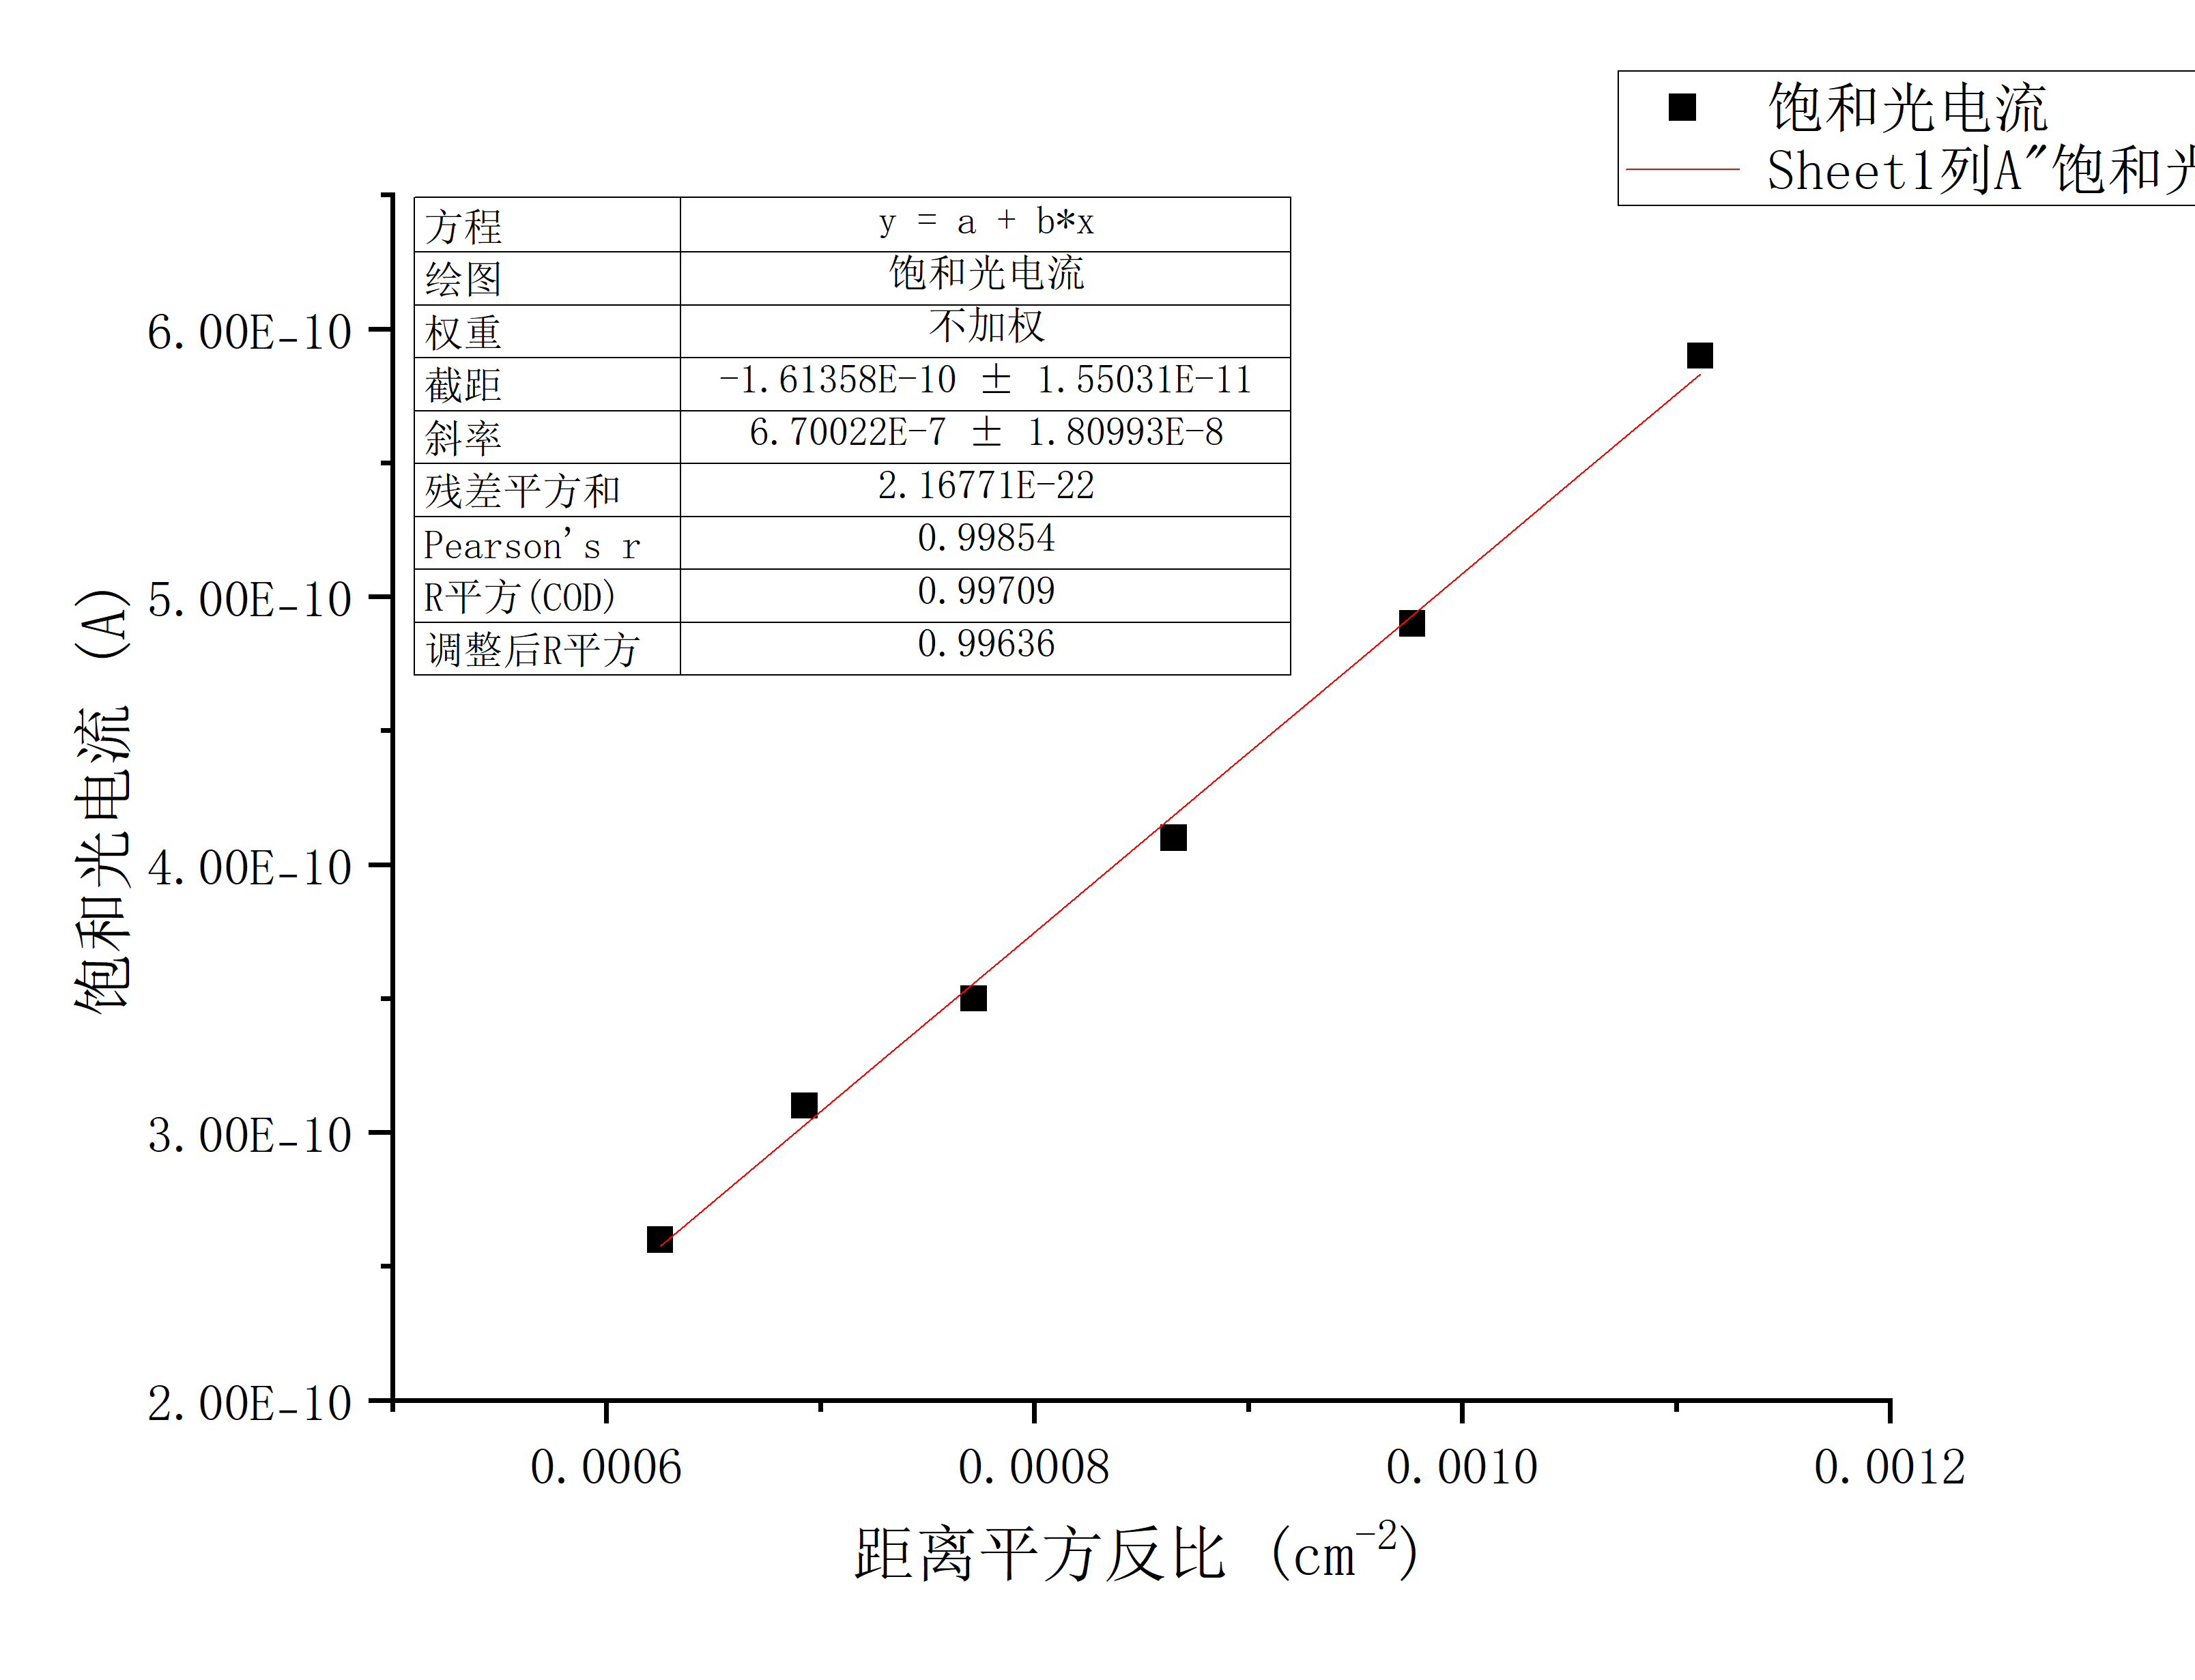 饱和光电流
Sheet1列A"饱和光
方程 y = a + b*x
绘图 饱和光电流
权重 不加权
截距 -1.61358E-10 ± 1.55031E-11
斜率 6.70022E-7 ± 1.80993E-8
残差平方和 2.16771E-22
Pearson's r 0.99854
R平方(COD) 0.99709
调整后R平方 0.99636
6.00E-10
5.00E-10
4.00E-10
3.00E-10
2.00E-10
饱和光电流 (A)
0.0006 0.0008 0.0010 0.0012
距离平方反比 (cm⁻²)